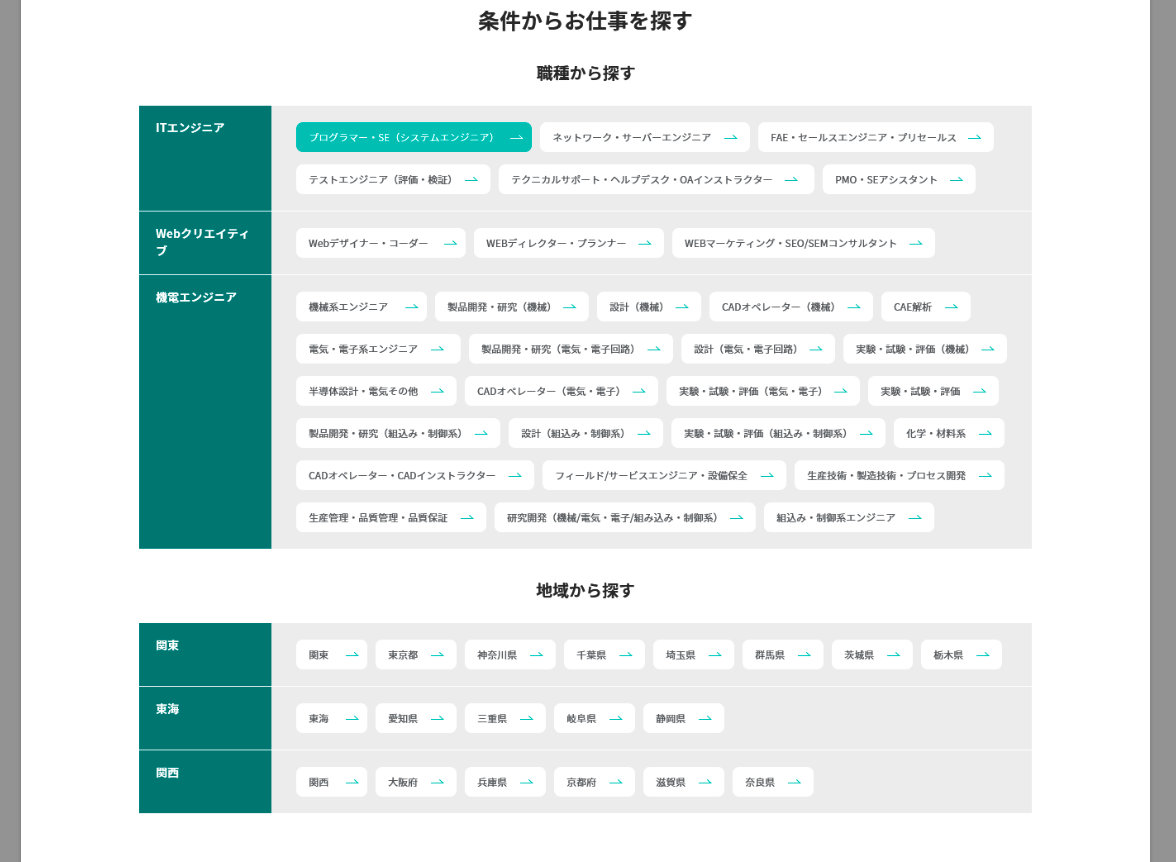 条件からお仕事を探す
職種から探す
ITエンジニア
プログラマー・SE（システムエンジニア） ネットワーク・サーバーエンジニア FAE・セールスエンジニア・プリセールス
テストエンジニア（評価・検証） テクニカルサポート・ヘルプデスク・OAインストラクター PMO・SEアシスタント
Webクリエイティ
ブ
Webデザイナー・コーダー WEBディレクター・プランナー WEBマーケティング・SEO/SEMコンサルタント
機電エンジニア
機械系エンジニア 製品開発・研究（機械） 設計（機械） CADオペレーター（機械） CAE解析
電気・電子系エンジニア 製品開発・研究（電気・電子回路） 設計（電気・電子回路） 実験・試験・評価（機械）
半導体設計・電気その他 CADオペレーター（電気・電子） 実験・試験・評価（電気・電子） 実験・試験・評価
製品開発・研究（組込み・制御系） 設計（組込み・制御系） 実験・試験・評価（組込み・制御系） 化学・材料系
CADオペレーター・CADインストラクター フィールド/サービスエンジニア・設備保全 生産技術・製造技術・プロセス開発
生産管理・品質管理・品質保証 研究開発（機械/電気・電子/組み込み・制御系） 組込み・制御系エンジニア
地域から探す
関東
関東 東京都 神奈川県 千葉県 埼玉県 群馬県 茨城県 栃木県
東海
東海 愛知県 三重県 岐阜県 静岡県
関西
関西 大阪府 兵庫県 京都府 滋賀県 奈良県